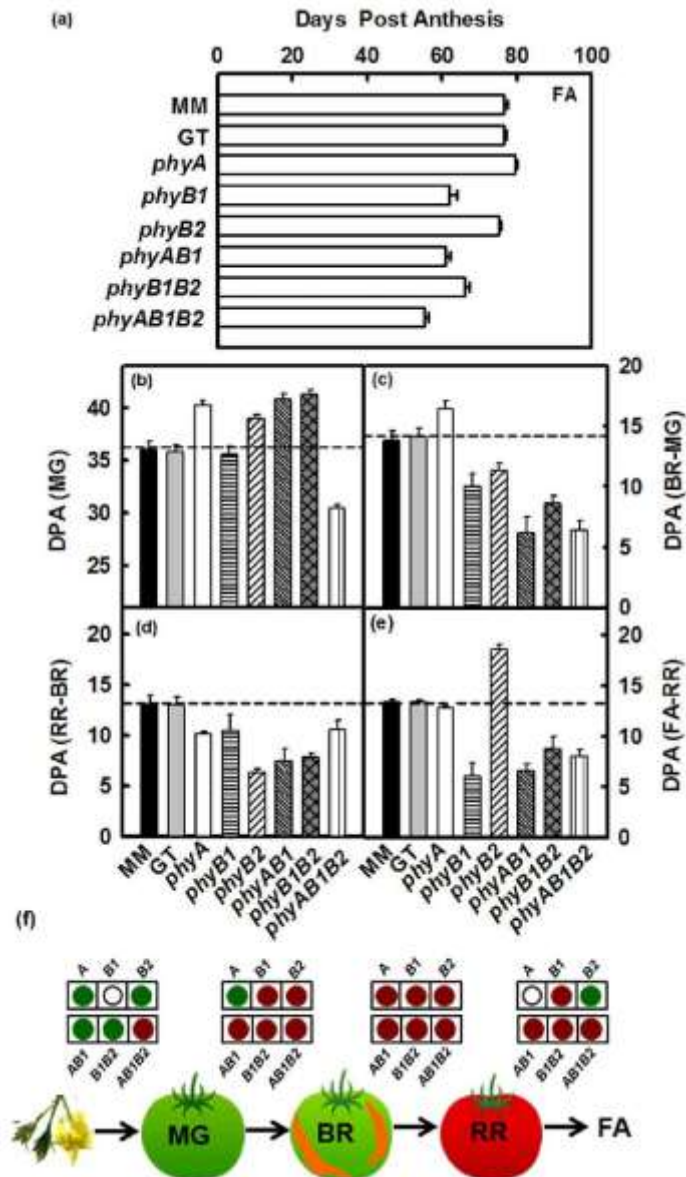 (a)
Days Post Anthesis
0 20 40 60 80 100
FA
MM
GT
phyA
phyB1
phyB2
phyAB1
phyB1B2
phyAB1B2
(b)
DPA (MG)
40
35
30
25
(c)
DPA (BR-MG)
20
15
10
5
0
(d)
DPA (RR-BR)
20
15
10
5
0
(e)
DPA (FA-RR)
20
15
10
5
0
MM GT phyA phyB1 phyB2 phyAB1 phyB1B2 phyAB1B2
MM GT phyA phyB1 phyB2 phyAB1 phyB1B2 phyAB1B2
(f)
A B1 B2 A B1 B2 A B1 B2 A B1 B2
AB1 B1B2 AB1B2 AB1 B1B2 AB1B2 AB1 B1B2 AB1B2 AB1 B1B2 AB1B2
MG BR RR FA